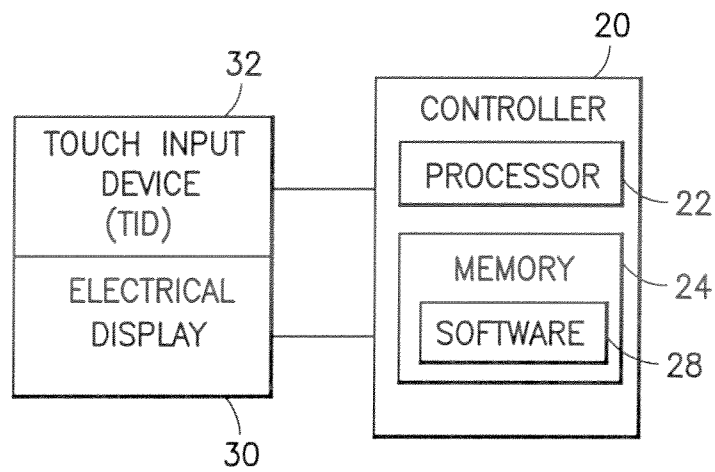 32
TOUCH INPUT
DEVICE
(TID)
ELECTRICAL
DISPLAY
30
20
CONTROLLER
PROCESSOR
22
MEMORY
24
SOFTWARE
28